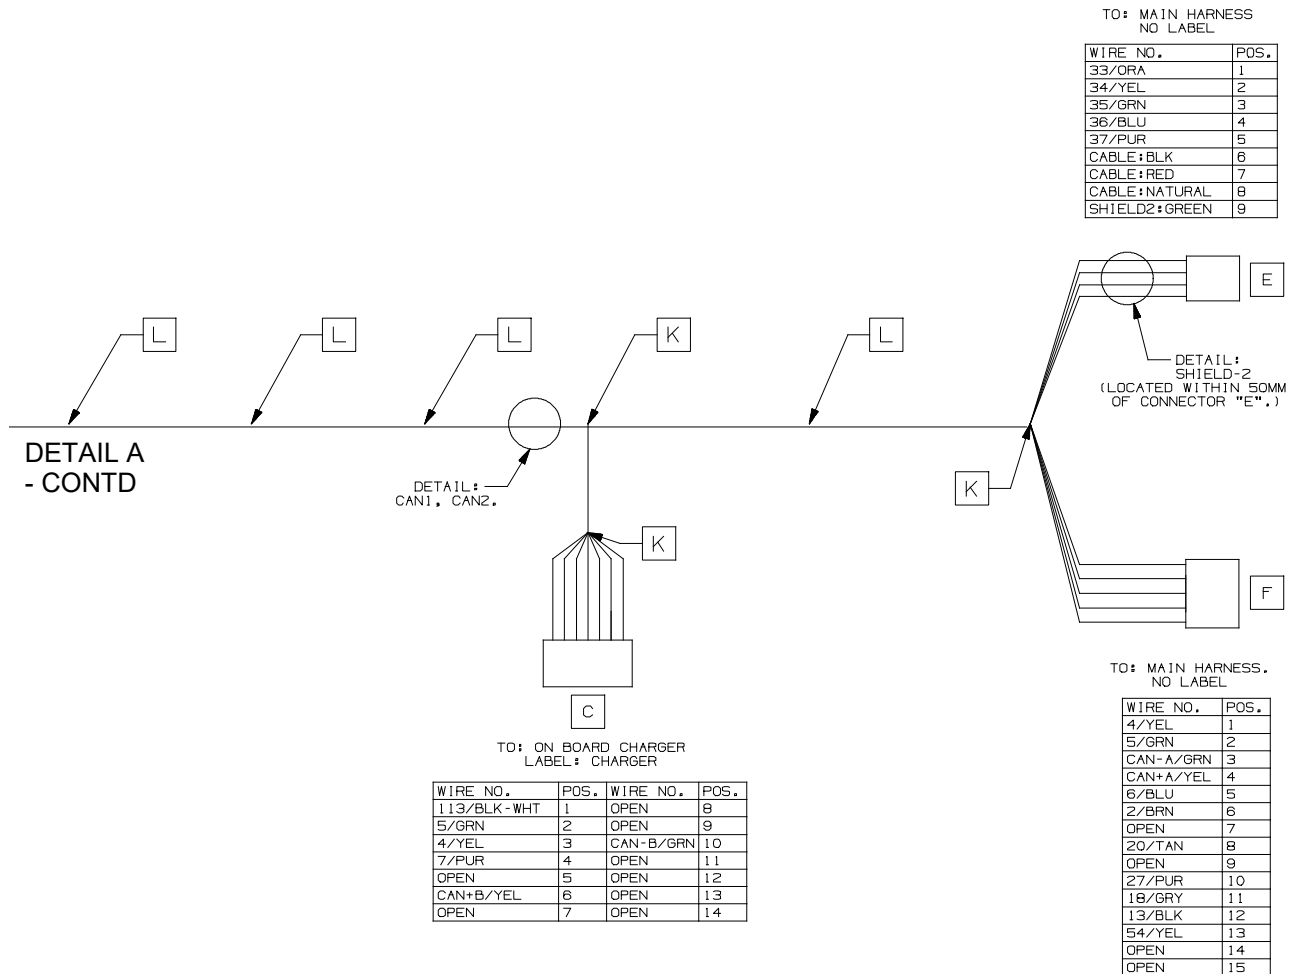 TO: MAIN HARNESS
NO LABEL
WIRE NO. POS.
33/ORA 1
34/YEL 2
35/GRN 3
36/BLU 4
37/PUR 5
CABLE:BLK 6
CABLE:RED 7
CABLE:NATURAL 8
SHIELD2:GREEN 9
E
L L L K L
DETAIL:
SHIELD-2
(LOCATED WITHIN 50MM
OF CONNECTOR "E".)
DETAIL A
- CONTD
DETAIL:
CAN1, CAN2.
K
K
F
C
TO: ON BOARD CHARGER
LABEL: CHARGER
WIRE NO. POS. WIRE NO. POS.
113/BLK-WHT 1 OPEN 8
5/GRN 2 OPEN 9
4/YEL 3 CAN-B/GRN 10
7/PUR 4 OPEN 11
OPEN 5 OPEN 12
CAN+B/YEL 6 OPEN 13
OPEN 7 OPEN 14
TO: MAIN HARNESS.
NO LABEL
WIRE NO. POS.
4/YEL 1
5/GRN 2
CAN-A/GRN 3
CAN+A/YEL 4
6/BLU 5
2/BRN 6
OPEN 7
20/TAN 8
OPEN 9
27/PUR 10
18/GRY 11
13/BLK 12
54/YEL 13
OPEN 14
OPEN 15